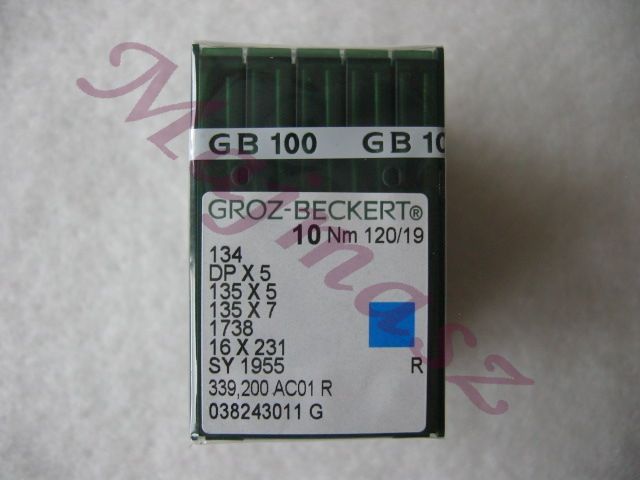 GB 100 GB 10
GROZ-BECKERT®
10 Nm 120/19
134
DP X 5
135 X 5
135 X 7
1738
16 X 231
SY 1955 R
339,200 AC01 R
038243011 G